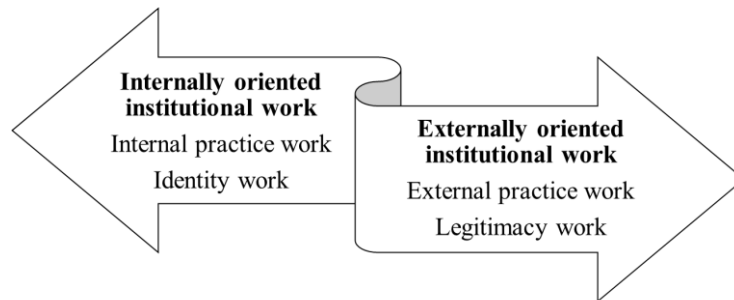 Internally oriented
institutional work
Internal practice work
Identity work
Externally oriented
institutional work
External practice work
Legitimacy work